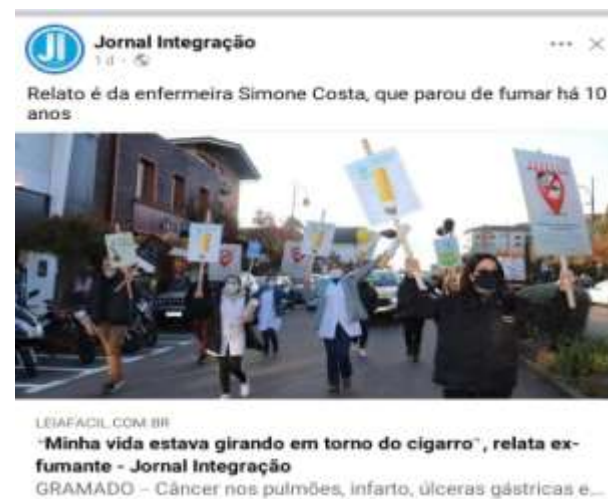 JI
Jornal Integração
1 d
Relato é da enfermeira Simone Costa, que parou de fumar há 10
anos
LEIAFACIL.COM.BR
"Minha vida estava girando em torno do cigarro", relata ex-
fumante - Jornal Integração
GRAMADO – Câncer nos pulmões, infarto, úlceras gástricas e...